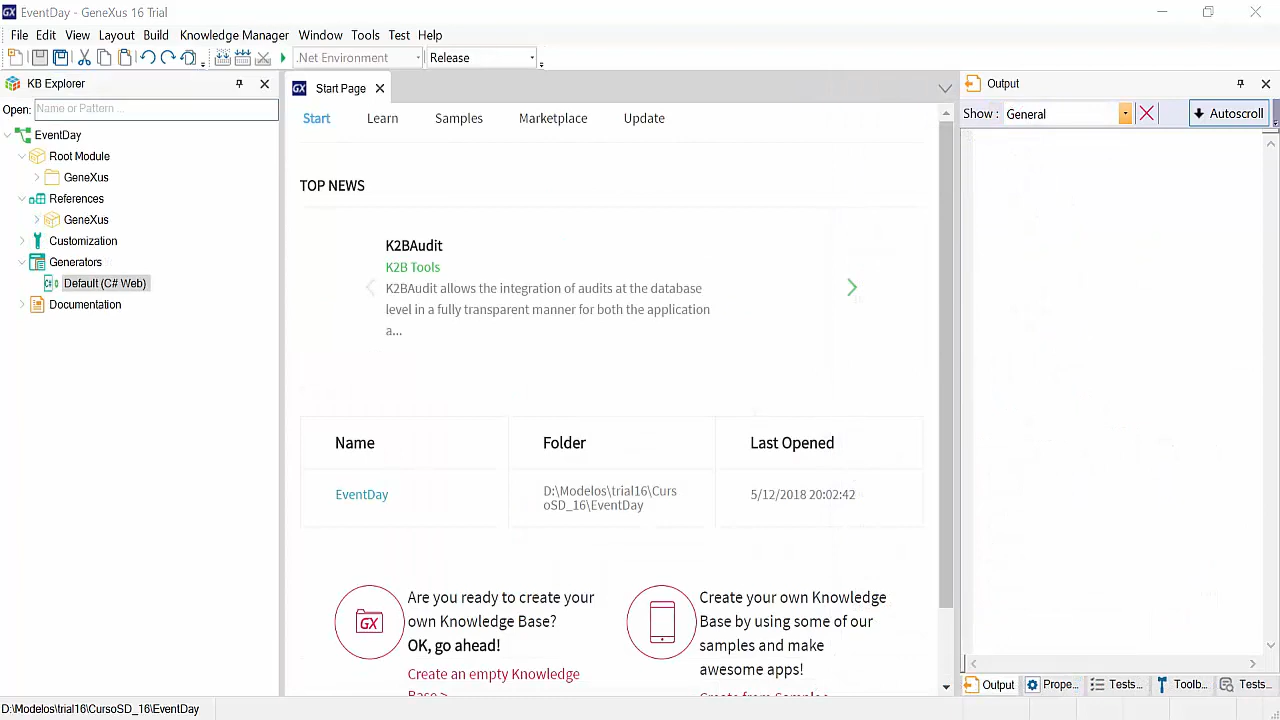 EventDay - GeneXus 16 Trial
File Edit View Layout Build Knowledge Manager Window Tools Test Help
.Net Environment Release
KB Explorer
Open: Name or Pattern ...
EventDay
Root Module
GeneXus
References
GeneXus
Customization
Generators
Default (C# Web)
Documentation
GX Start Page
Start Learn Samples Marketplace Update
TOP NEWS
K2BAudit
K2B Tools
K2BAudit allows the integration of audits at the database
level in a fully transparent manner for both the application
a...
Name Folder Last Opened
EventDay D:\Modelos\trial16\Curs
oSD_16\EventDay 5/12/2018 20:02:42
GX
Are you ready to create your
own Knowledge Base?
OK, go ahead!
Create an empty Knowledge
Base >
Create your own Knowledge
Base by using some of our
samples and make
awesome apps!
Create from Samples
Output
Show: General Autoscroll
Output Prope... Tests... Toolb... Tests...
D:\Modelos\trial16\CursoSD_16\EventDay